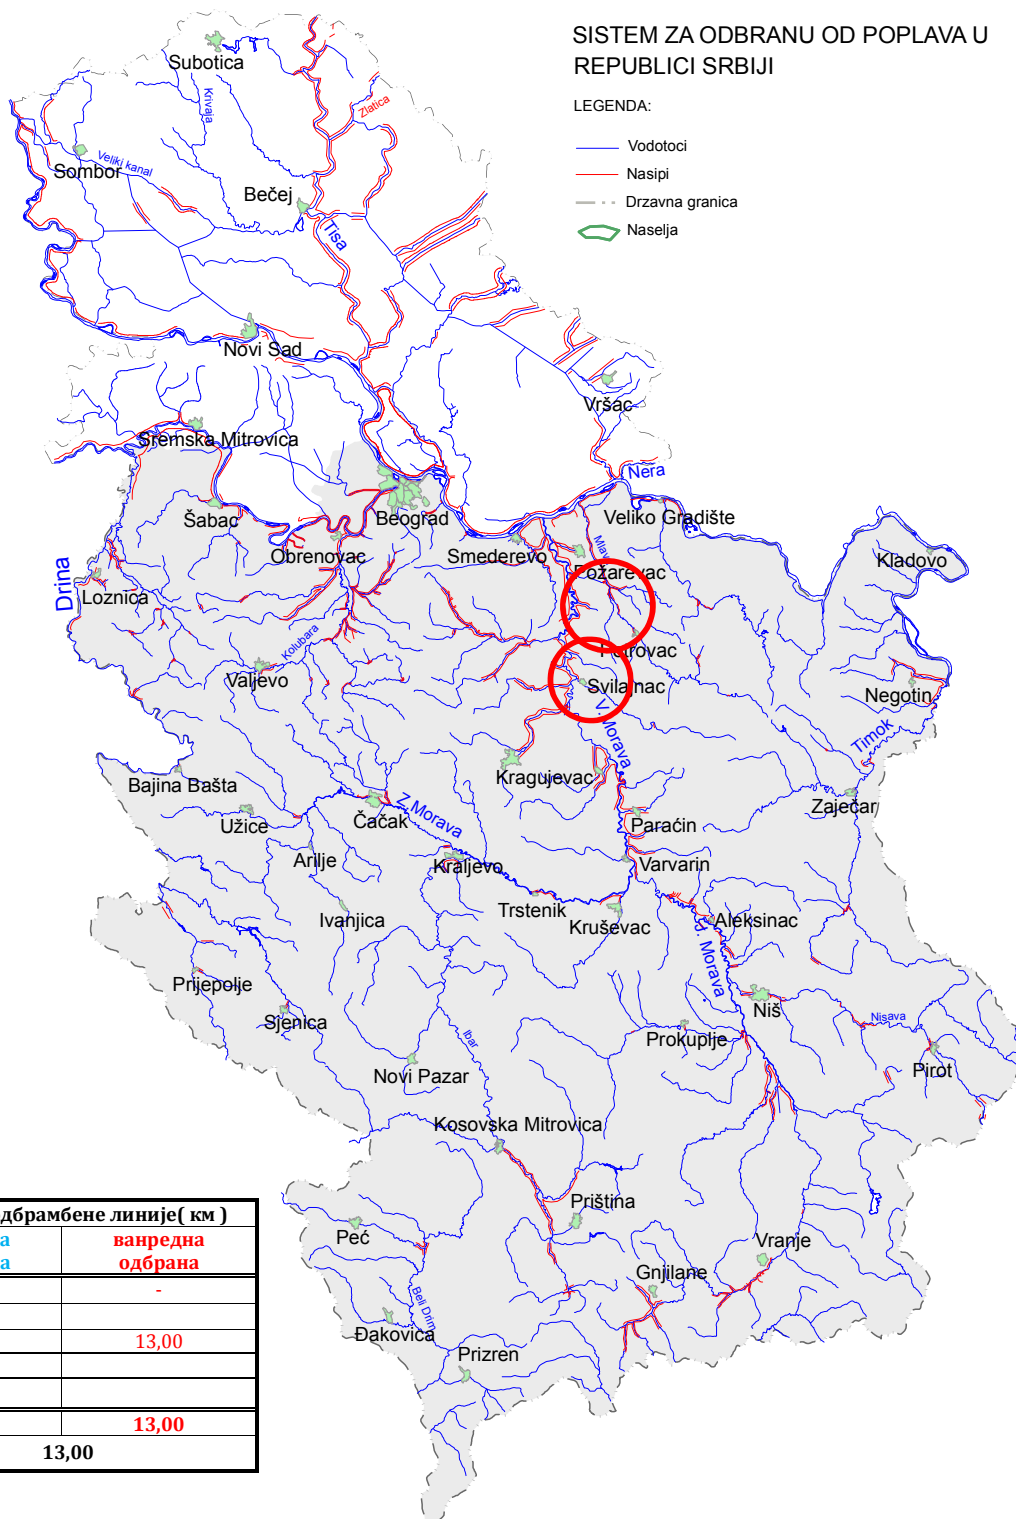 SISTEM ZA ODBRANU OD POPLAVA U
REPUBLICI SRBIJI
LEGENDA:
Vodotoci
Nasipi
Drzavna granica
Naselja
Subotica
Krivaja
Zlatica
Sombor
Veliki kanal
Bečej
Tisa
Novi Sad
Vršac
Sremska Mitrovica
Nera
Šabac
Beograd
Veliko Gradište
Obrenovac
Smederevo
Mlava
Kladovo
Požarevac
Drina
Loznica
Kolubara
Petrovac
Valjevo
Svilajnac
Negotin
V. Morava
Timok
Kragujevac
Bajina Bašta
Zaječar
Užice
Čačak
Z.Morava
Paraćin
Arilje
Kraljevo
Varvarin
Trstenik
Ivanjica
Kruševac
Aleksinac
J. Morava
Prijepolje
Niš
Sjenica
Nisava
Ibar
Prokuplje
Pirot
Novi Pazar
Kosovska Mitrovica
Priština
Peć
Vranje
Gnjilane
Beli Drim
Đakovica
Prizren
дбрамбене линије( км )
а ванредна
а одбрана
-
13,00
13,00
13,00